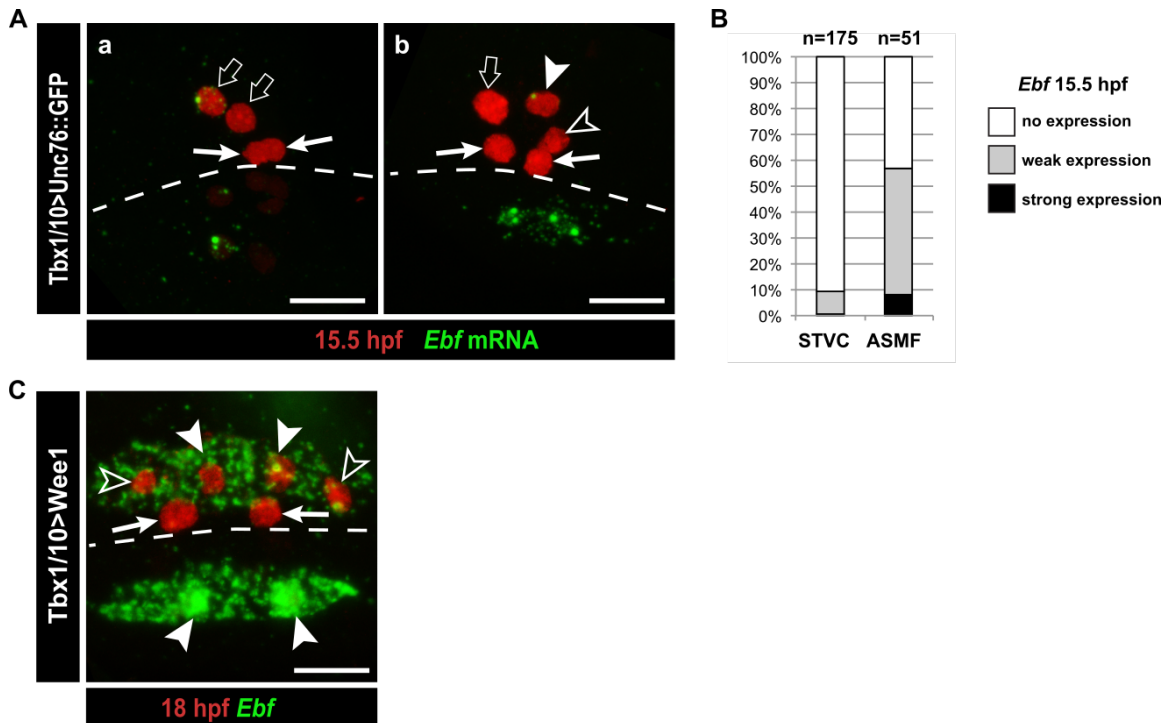 A
Tbx1/10>Unc76::GFP
a
b
15.5 hpf Ebf mRNA
B
n=175 n=51
100%
90%
80%
70%
60%
50%
40%
30%
20%
10%
0%
STVC ASMF
Ebf 15.5 hpf
no expression
weak expression
strong expression
C
Tbx1/10>Wee1
18 hpf Ebf